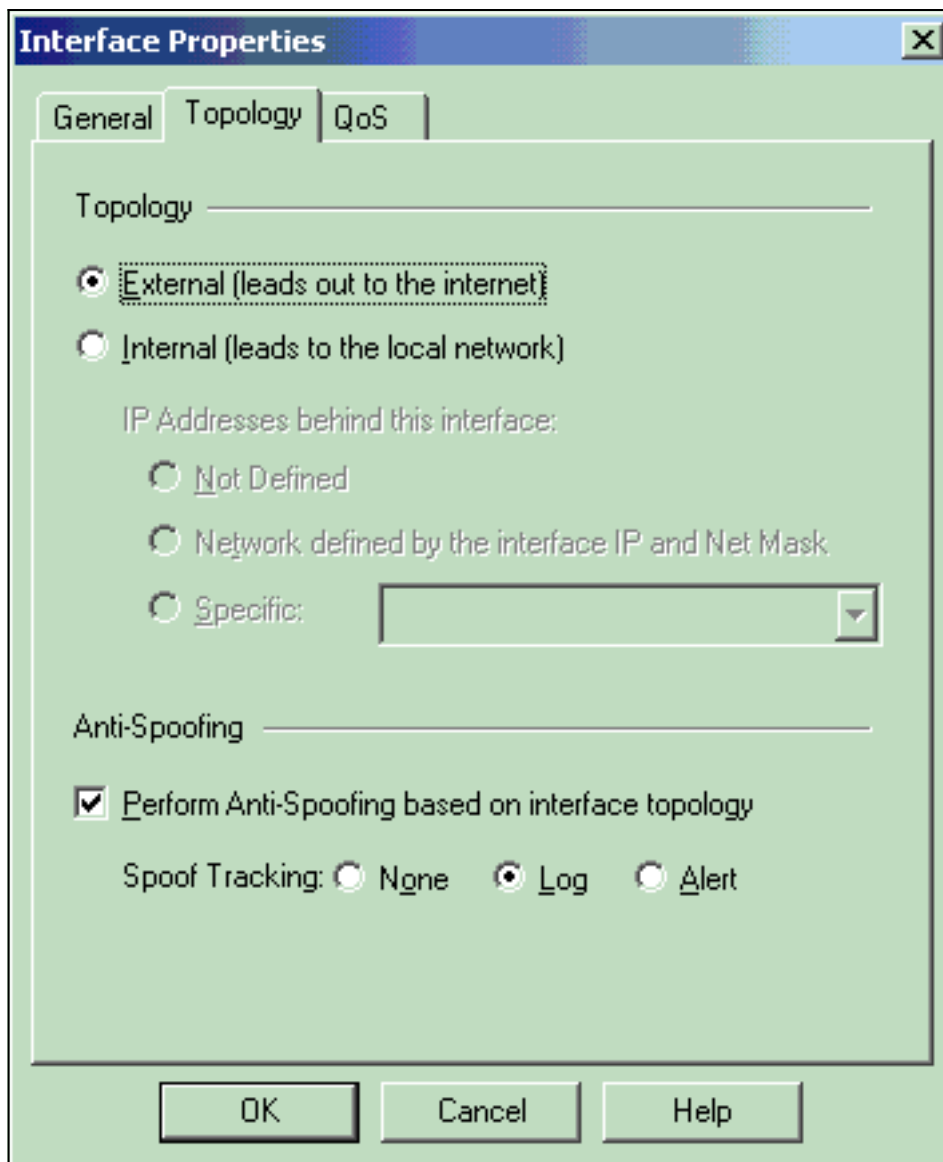 Interface Properties
General Topology QoS
Topology
External (leads out to the internet)
Internal (leads to the local network)
IP Addresses behind this interface:
Not Defined
Network defined by the interface IP and Net Mask
Specific:
Anti-Spoofing
Perform Anti-Spoofing based on interface topology
Spoof Tracking: None Log Alert
OK Cancel Help